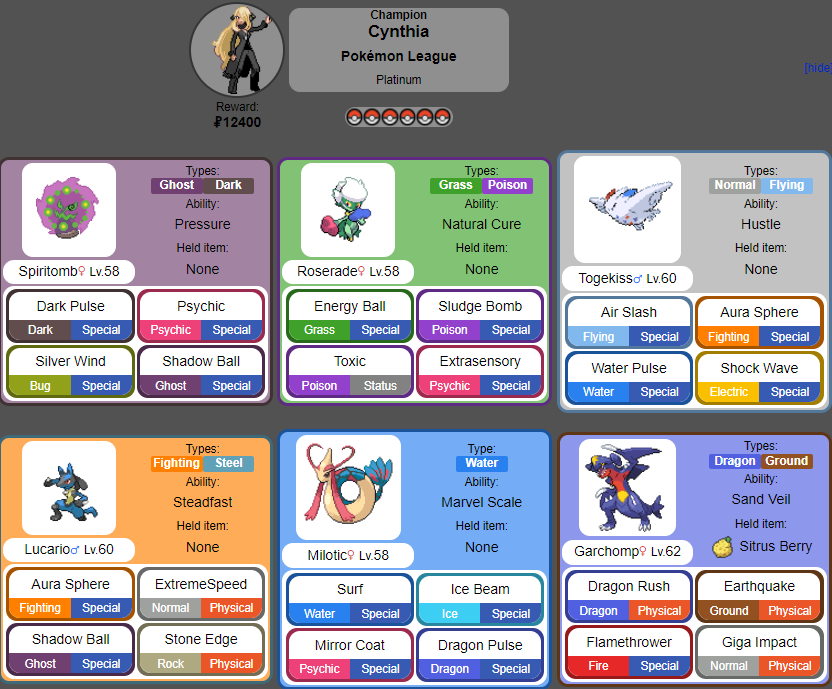 Champion
Cynthia
Pokémon League
Platinum
[hide
Reward:
₽12400
Types:
Ghost Dark
Ability:
Pressure
Held item:
None
Spiritomb♀ Lv.58
Dark Pulse
Dark Special
Psychic
Psychic Special
Silver Wind
Bug Special
Shadow Ball
Ghost Special
Types:
Grass Poison
Ability:
Natural Cure
Held item:
None
Roserade♀ Lv.58
Energy Ball
Grass Special
Sludge Bomb
Poison Special
Toxic
Poison Status
Extrasensory
Psychic Special
Types:
Normal Flying
Ability:
Hustle
Held item:
None
Togekiss♂ Lv.60
Air Slash
Flying Special
Aura Sphere
Fighting Special
Water Pulse
Water Special
Shock Wave
Electric Special
Types:
Fighting Steel
Ability:
Steadfast
Held item:
None
Lucario♂ Lv.60
Aura Sphere
Fighting Special
ExtremeSpeed
Normal Physical
Shadow Ball
Ghost Special
Stone Edge
Rock Physical
Type:
Water
Ability:
Marvel Scale
Held item:
None
Milotic♀ Lv.58
Surf
Water Special
Ice Beam
Ice Special
Mirror Coat
Psychic Special
Dragon Pulse
Dragon Special
Types:
Dragon Ground
Ability:
Sand Veil
Held item:
Sitrus Berry
Garchomp♀ Lv.62
Dragon Rush
Dragon Physical
Earthquake
Ground Physical
Flamethrower
Fire Special
Giga Impact
Normal Physical